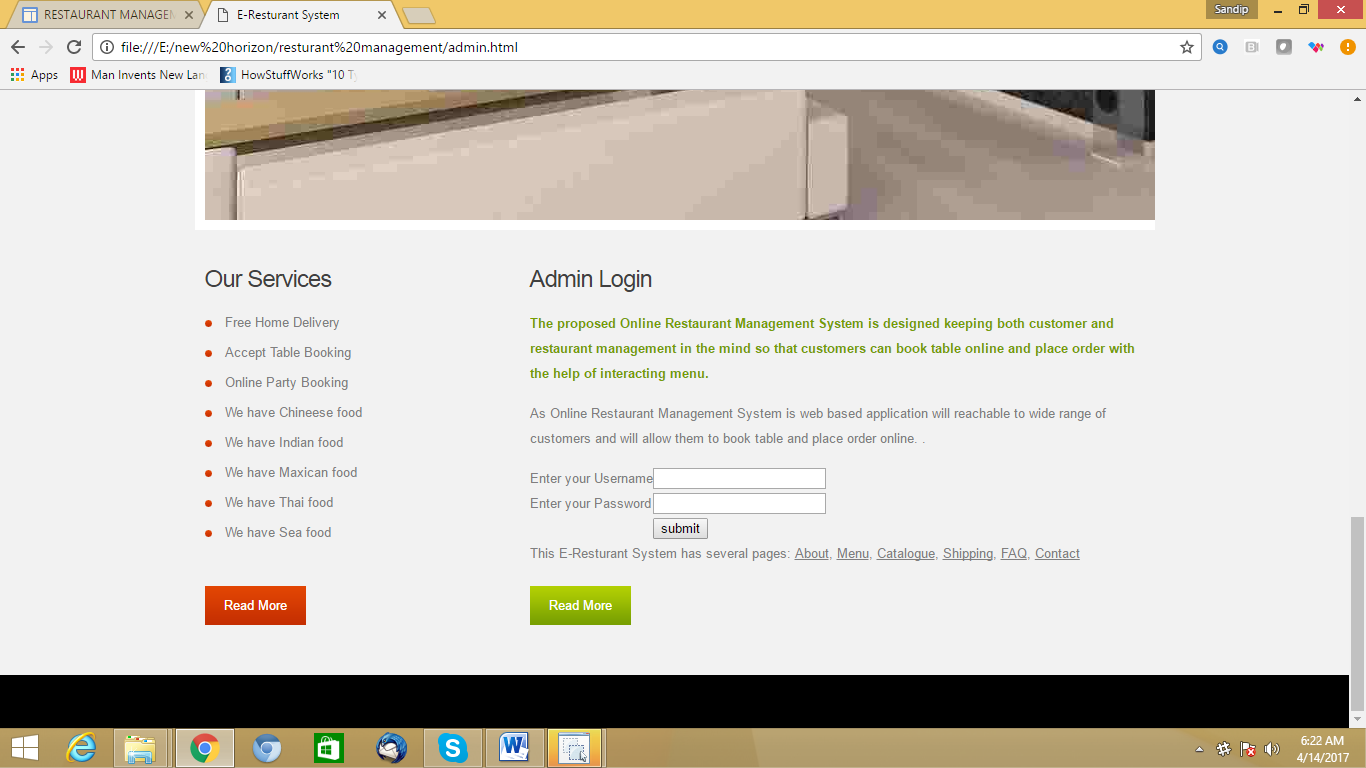 RESTAURANT MANAGEM
E-Resturant System
Sandip
file:///E:/new%20horizon/resturant%20management/admin.html
Apps
Man Invents New Lan
HowStuffWorks "10 T
Our Services
Free Home Delivery
Accept Table Booking
Online Party Booking
We have Chineese food
We have Indian food
We have Maxican food
We have Thai food
We have Sea food
Read More
Admin Login
The proposed Online Restaurant Management System is designed keeping both customer and
restaurant management in the mind so that customers can book table online and place order with
the help of interacting menu.
As Online Restaurant Management System is web based application will reachable to wide range of
customers and will allow them to book table and place order online. .
Enter your Username
Enter your Password
submit
This E-Resturant System has several pages: About, Menu, Catalogue, Shipping, FAQ, Contact
Read More
6:22 AM
4/14/2017